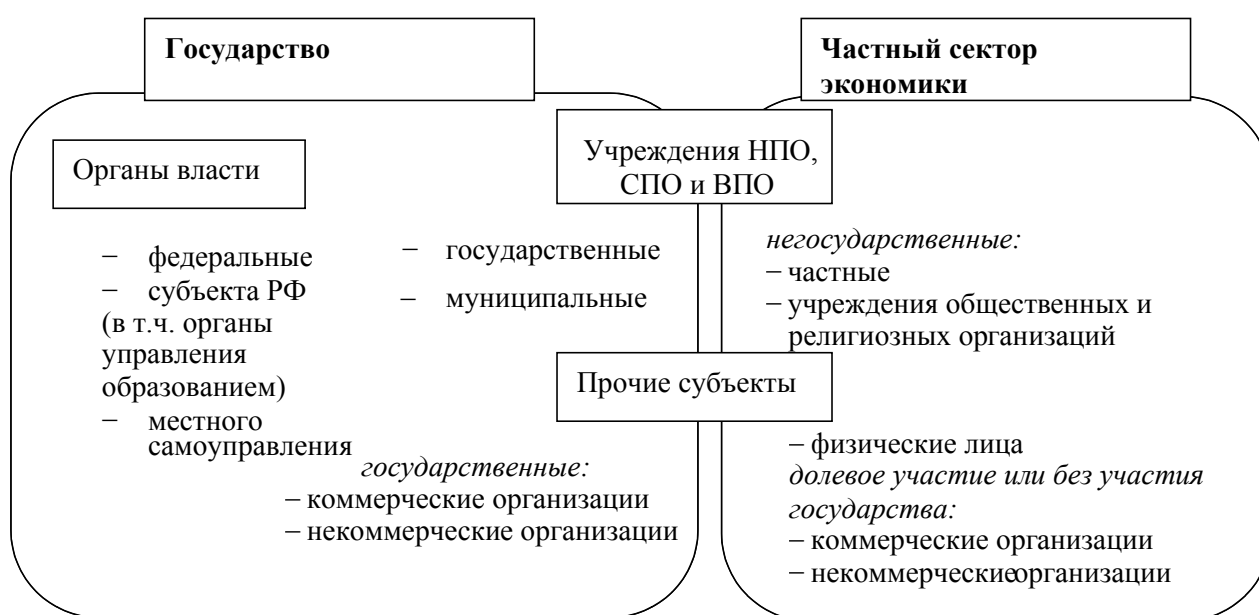 Государство
Частный сектор
экономики
Учреждения НПО,
СПО и ВПО
Органы власти
− федеральные
− субъекта РФ
(в т.ч. органы
управления
образованием)
− местного
самоуправления
− государственные
− муниципальные
негосударственные:
− частные
− учреждения общественных и
религиозных организаций
Прочие субъекты
государственные:
− коммерческие организации
− некоммерческие организации
− физические лица
долевое участие или без участия
государства:
− коммерческие организации
− некоммерческиеорганизации